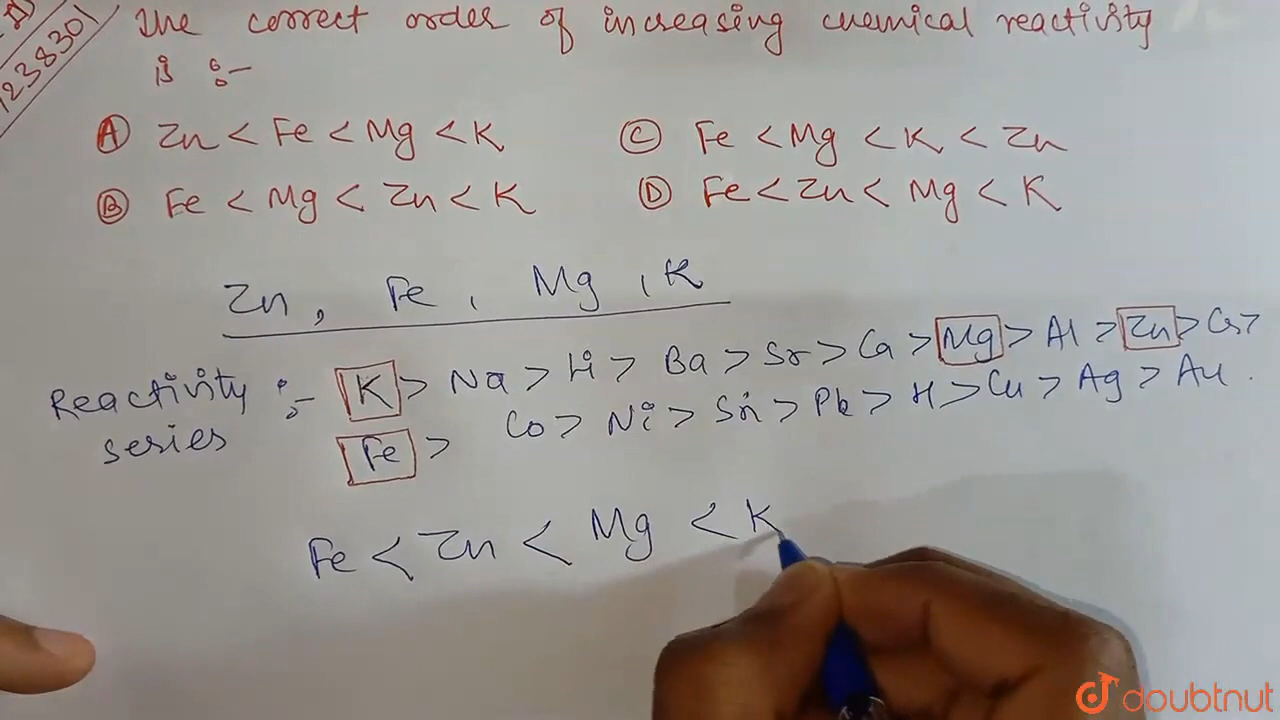 1238301
The correct order of increasing chemical reactivity
is :-
(A) Zn < Fe < Mg < K
(C) Fe < Mg < K < Zn
(B) Fe < Mg < Zn < K
(D) Fe < Zn < Mg < K
Zn, Fe, Mg, K
Reactivity series :- K > Na > Li > Ba > Sr > Ca > Mg > Al > Zn > Cr >
Fe > Co > Ni > Sn > Pb > H > Cu > Ag > Au.
Fe < Zn < Mg < K
doubtnut